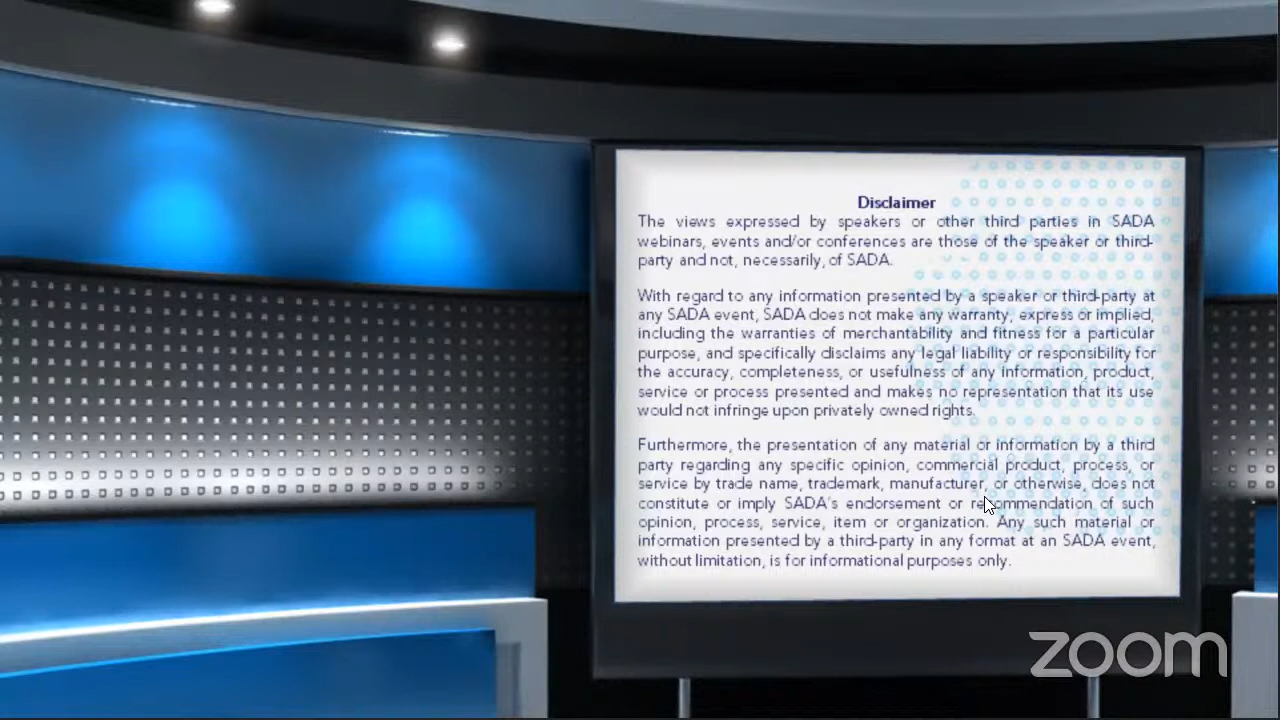 Disclaimer
The views expressed by speakers or other third parties in SADA
webinars, events and/or conferences are those of the speaker or third-
party and not, necessarily, of SADA.
With regard to any information presented by a speaker or third-party at
any SADA event, SADA does not make any warranty, express or implied,
including the warranties of merchantability and fitness for a particular
purpose, and specifically disclaims any legal liability or responsibility for
the accuracy, completeness, or usefulness of any information, product,
service or process presented and makes no representation that its use
would not infringe upon privately owned rights.
Furthermore, the presentation of any material or information by a third
party regarding any specific opinion, commercial product, process, or
service by trade name, trademark, manufacturer, or otherwise, does not
constitute or imply SADA's endorsement or recommendation of such
opinion, process, service, item or organization. Any such material or
information presented by a third-party in any format at an SADA event,
without limitation, is for informational purposes only.
zoom